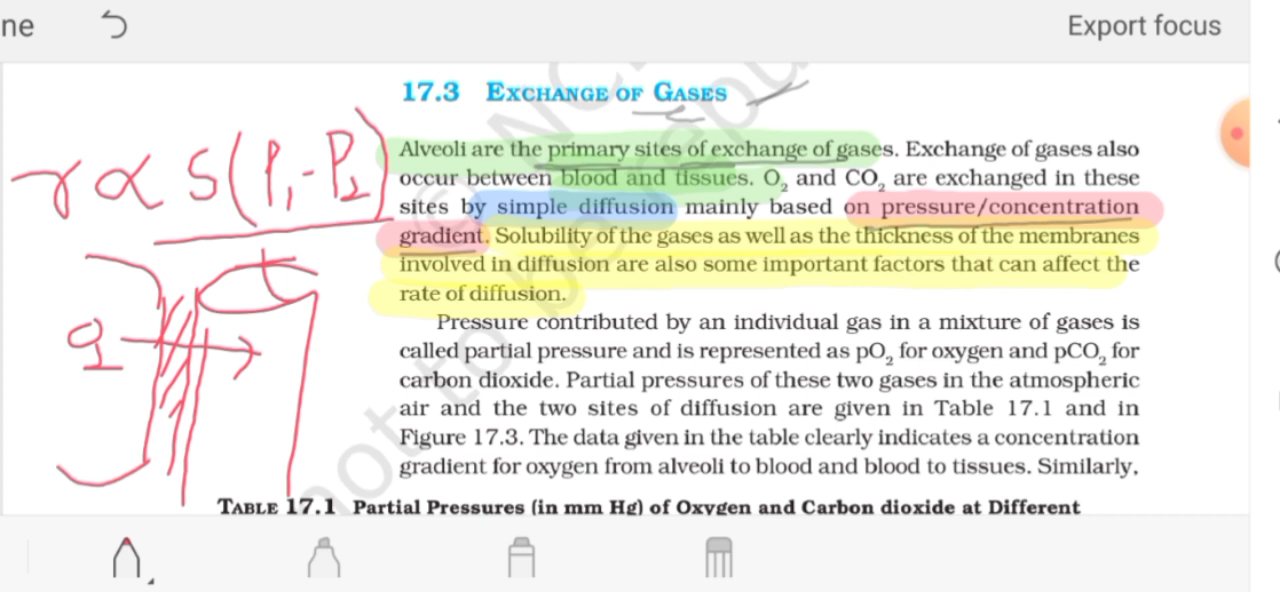 ne
Export focus
17.3 EXCHANGE OF GASES
Alveoli are the primary sites of exchange of gases. Exchange of gases also
occur between blood and tissues. O₂ and CO₂ are exchanged in these
sites by simple diffusion mainly based on pressure/concentration
gradient. Solubility of the gases as well as the thickness of the membranes
involved in diffusion are also some important factors that can affect the
rate of diffusion.
Pressure contributed by an individual gas in a mixture of gases is
called partial pressure and is represented as pO₂ for oxygen and pCO₂ for
carbon dioxide. Partial pressures of these two gases in the atmospheric
air and the two sites of diffusion are given in Table 17.1 and in
Figure 17.3. The data given in the table clearly indicates a concentration
gradient for oxygen from alveoli to blood and blood to tissues. Similarly,
TABLE 17.1 Partial Pressures (in mm Hg) of Oxygen and Carbon dioxide at Different
r ∝ S(P₁-P₂)
t
© NC
not to be repu